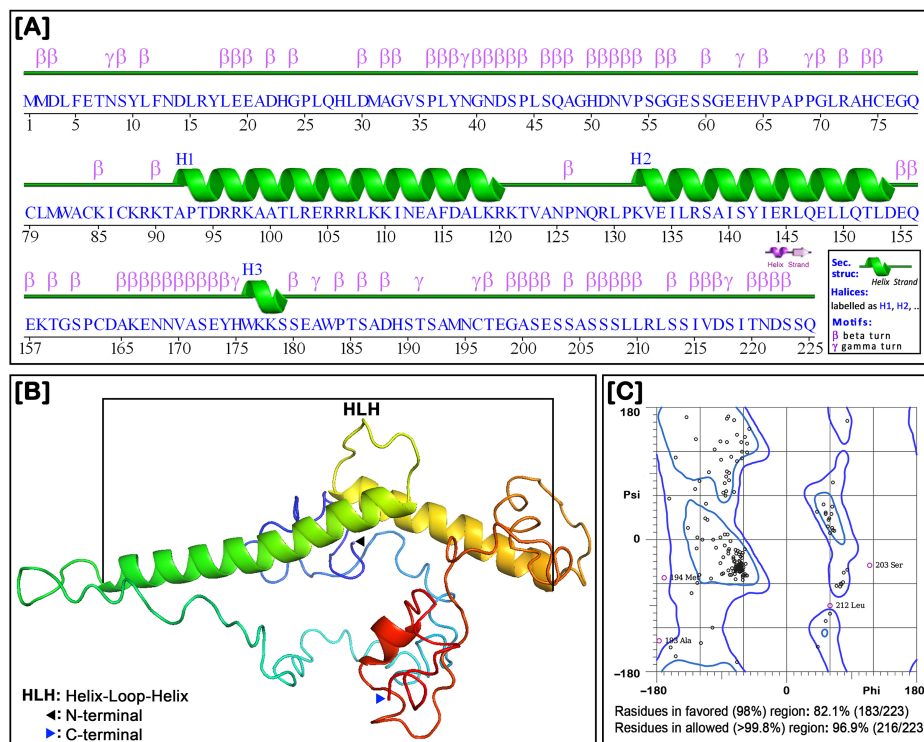 [A]
ββ γβ β βββ β β β ββ βββγβββββ βββ βββββ ββ β γ β γβ β ββ
MMDLFETNSYLFNDLRYLEEADHGPLQHLDMAGVSPLYNGNDSPLSQAGHDNVPSGGESSGEEHVPAPPGLRAHCEGQ
1 5 10 15 20 25 30 35 40 45 50 55 60 65 70 75
β β H1 β H2 ββ
CLMWACKICKRKTAPTDRRKAATLRERRRLKKINEAFDALKRKTVANPNQRLPKVEILRSAISYIERLQELLQTLDEQ
79 85 90 95 100 105 110 115 120 125 130 135 140 145 150 156
β β β ββββββββββγ H3 β γ β β β γ ββ ββββ β βββββ ββββγ ββββ
EKTGSPCDAKENNVASEYHWKKSSEAWPTSADHSTSAMNCTEGASESSASSSLLRLSSIVDSITNDSSQ
157 165 170 175 180 185 190 195 200 205 210 215 220 225
Helix Strand
Sec.
struc:
Helix Strand
Halices:
labelled as H1, H2, ..
Motifs:
β beta turn
γ gamma turn
[B]
HLH
HLH: Helix-Loop-Helix
: N-terminal
: C-terminal
[C]
180
Psi
0
-180
203 Ser
194 Met
212 Leu
193 Ala
-180 0 Phi 180
Residues in favored (98%) region: 82.1% (183/223)
Residues in allowed (>99.8%) region: 96.9% (216/223